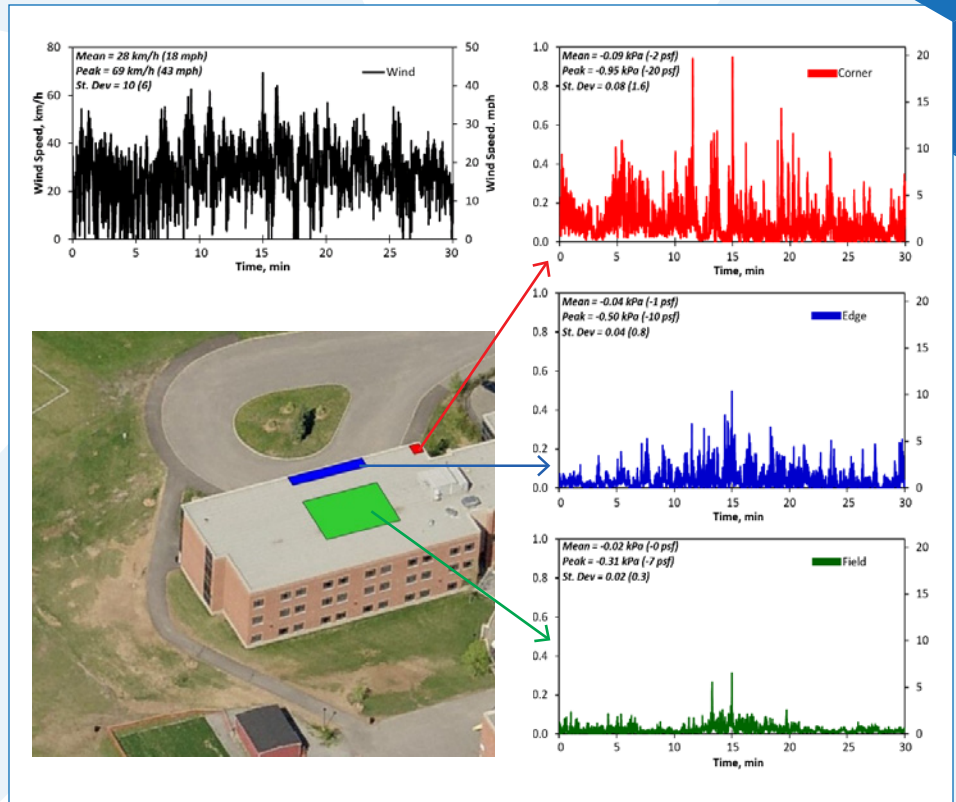 Mean = 28 km/h (18 mph)
Peak = 69 km/h (43 mph)
St. Dev = 10 (6)
Wind
80
60
40
20
0
50
40
30
20
10
0
Wind Speed, km/h
Wind Speed, mph
0 5 10 15 20 25 30
Time, min
Mean = -0.09 kPa (-2 psf)
Peak = -0.95 kPa (-20 psf)
St. Dev = 0.08 (1.6)
Corner
1.0
0.8
0.6
0.4
0.2
0.0
20
15
10
5
0
0 5 10 15 20 25 30
Time, min
Mean = -0.04 kPa (-1 psf)
Peak = -0.50 kPa (-10 psf)
St. Dev = 0.04 (0.8)
Edge
1.0
0.8
0.6
0.4
0.2
0.0
20
15
10
5
0
0 5 10 15 20 25 30
Time, min
Mean = -0.02 kPa (-0 psf)
Peak = -0.31 kPa (-7 psf)
St. Dev = 0.02 (0.3)
Field
1.0
0.8
0.6
0.4
0.2
0.0
20
15
10
5
0
0 5 10 15 20 25 30
Time, min